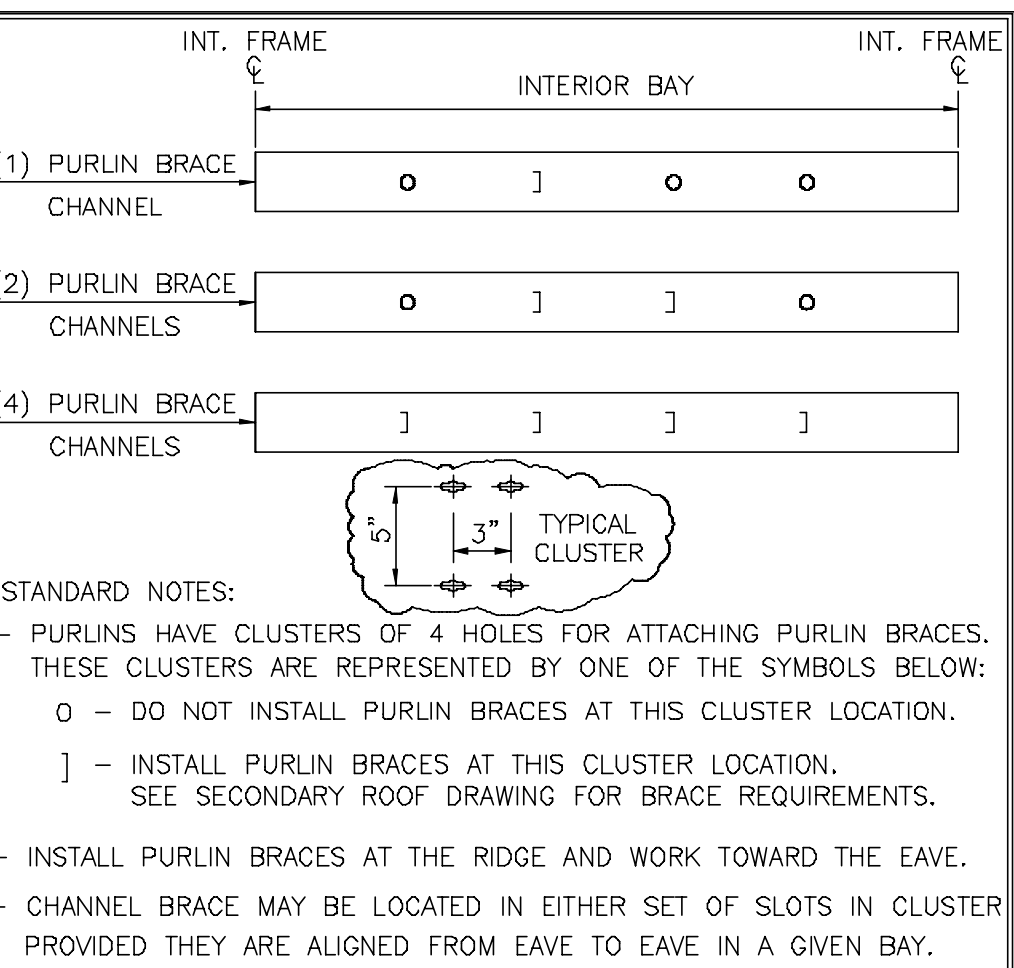 INT. FRAME
INT. FRAME
℄
℄
INTERIOR BAY
(1) PURLIN BRACE
CHANNEL
O ] O O
(2) PURLIN BRACE
CHANNELS
O ] ] O
(4) PURLIN BRACE
CHANNELS
] ] ] ]
5"
3"
TYPICAL
CLUSTER
STANDARD NOTES:
– PURLINS HAVE CLUSTERS OF 4 HOLES FOR ATTACHING PURLIN BRACES.
THESE CLUSTERS ARE REPRESENTED BY ONE OF THE SYMBOLS BELOW:
O – DO NOT INSTALL PURLIN BRACES AT THIS CLUSTER LOCATION.
] – INSTALL PURLIN BRACES AT THIS CLUSTER LOCATION.
SEE SECONDARY ROOF DRAWING FOR BRACE REQUIREMENTS.
– INSTALL PURLIN BRACES AT THE RIDGE AND WORK TOWARD THE EAVE.
– CHANNEL BRACE MAY BE LOCATED IN EITHER SET OF SLOTS IN CLUSTER
PROVIDED THEY ARE ALIGNED FROM EAVE TO EAVE IN A GIVEN BAY.